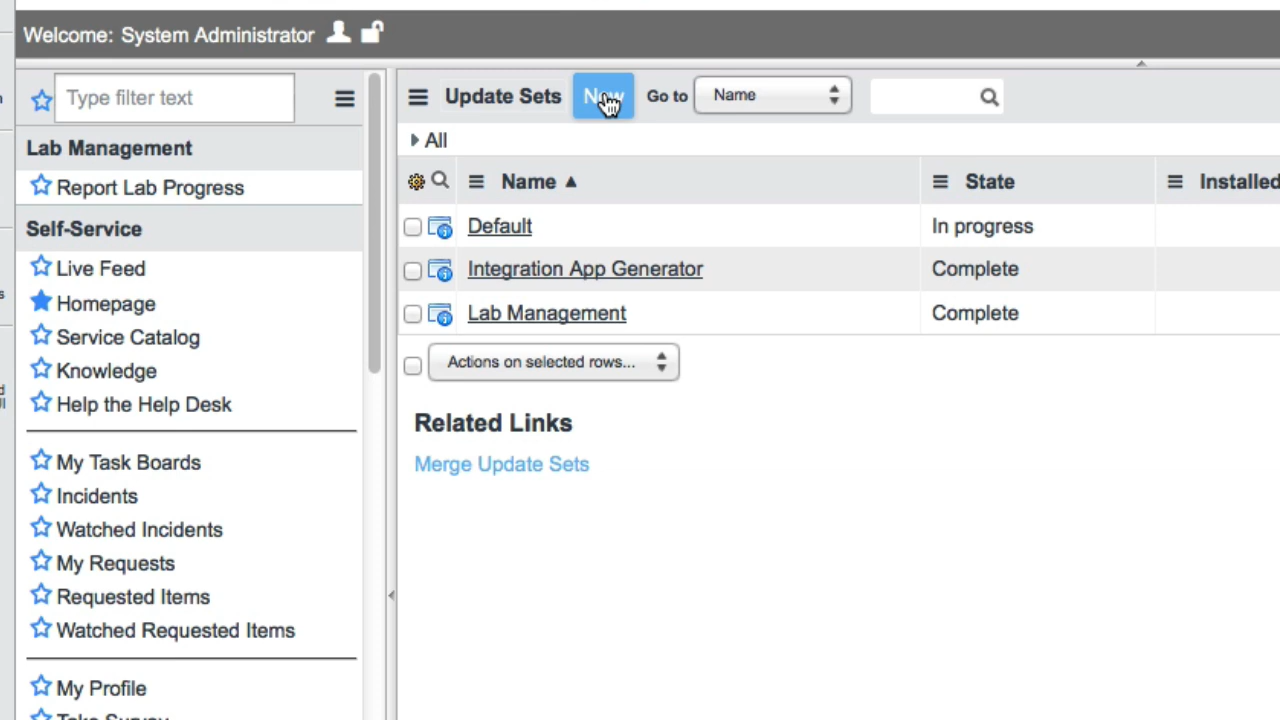 Welcome: System Administrator
Type filter text
Lab Management
Report Lab Progress
Self-Service
Live Feed
Homepage
Service Catalog
Knowledge
Help the Help Desk
My Task Boards
Incidents
Watched Incidents
My Requests
Requested Items
Watched Requested Items
My Profile
Update Sets New Go to Name
All
Name State Installed
Default In progress
Integration App Generator Complete
Lab Management Complete
Actions on selected rows...
Related Links
Merge Update Sets